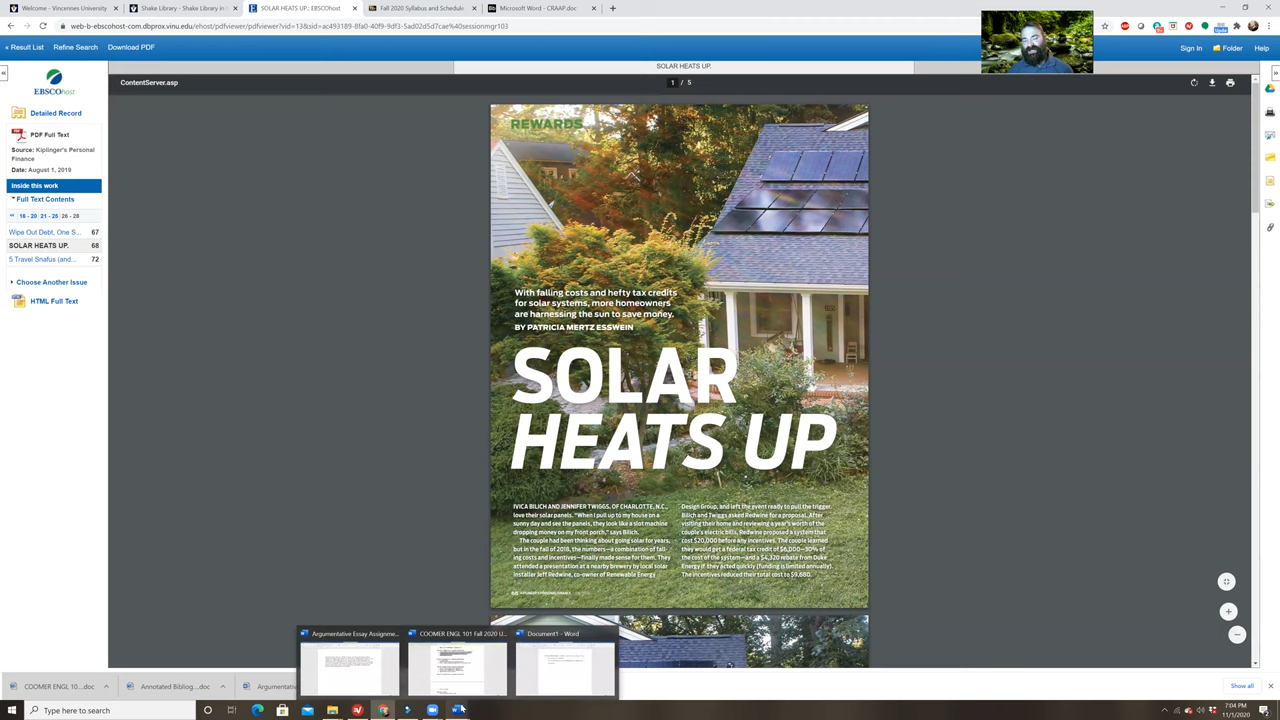 Welcome - Vincennes University
Shake Library - Shake Library in
SOLAR HEATS UP.: EBSCOhost
Fall 2020 Syllabus and Schedule
Microsoft Word - CRAAP.doc
web-b-ebscohost-com.dbprox.vinu.edu/ehost/pdfviewer/pdfviewer?vid=13&sid=ac493189-8fa0-40f9-9df3-5ad02d5d7cae%40sessionmgr103
« Result List
Refine Search
Download PDF
Sign In
Folder
Help
SOLAR HEATS UP.
ContentServer.asp
1 / 5
EBSCOhost
Detailed Record
PDF Full Text
Source: Kiplinger's Personal
Finance
Date: August 1, 2019
Inside this work
Full Text Contents
16 - 20 21 - 25 26 - 28
Wipe Out Debt, One S... 67
SOLAR HEATS UP. 68
5 Travel Snafus (and... 72
Choose Another Issue
HTML Full Text
REWARDS
With falling costs and hefty tax credits
for solar systems, more homeowners
are harnessing the sun to save money.
BY PATRICIA MERTZ ESSWEIN
SOLAR
HEATS UP
IVICA BILICH AND JENNIFER TWIGGS, OF CHARLOTTE, N.C.,
love their solar panels. "When I pull up to my house on a
sunny day and see the panels, they look like a slot machine
dropping money on my front porch," says Bilich.
The couple had been thinking about going solar for years,
but in the fall of 2018, the numbers—a combination of fall-
ing costs and incentives—finally made sense for them. They
attended a presentation at a nearby brewery by local solar
installer Jeff Redwine, co-owner of Renewable Energy
Design Group, and left the event ready to pull the trigger.
Bilich and Twiggs asked Redwine for a proposal. After
visiting their home and reviewing a year's worth of the
couple's electric bills, Redwine proposed a system that
cost $20,000 before any incentives. The couple learned
they would get a federal tax credit of $6,000—30% of
the cost of the system—and a $4,320 rebate from Duke
Energy if they acted quickly (funding is limited annually).
The incentives reduced their total cost to $9,680.
68 KIPLINGER'S PERSONAL FINANCE
Argumentative Essay Assignme...
COOMER ENGL 101 Fall 2020 U...
Document1 - Word
COOMER ENGL 10....doc
Annotated Bibliog....doc
Argumentative
Show all
Type here to search
7:04 PM
11/1/2020